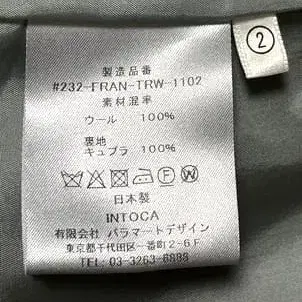 製造品番
#232-FRAN-TRW-1102
素材混率
ウール 100%
裏地
キュプラ 100%
日本製
INTOCA
有限会社 パラマートデザイン
東京都千代田区一番町2-6F
TEL: 03-3263-6888
2